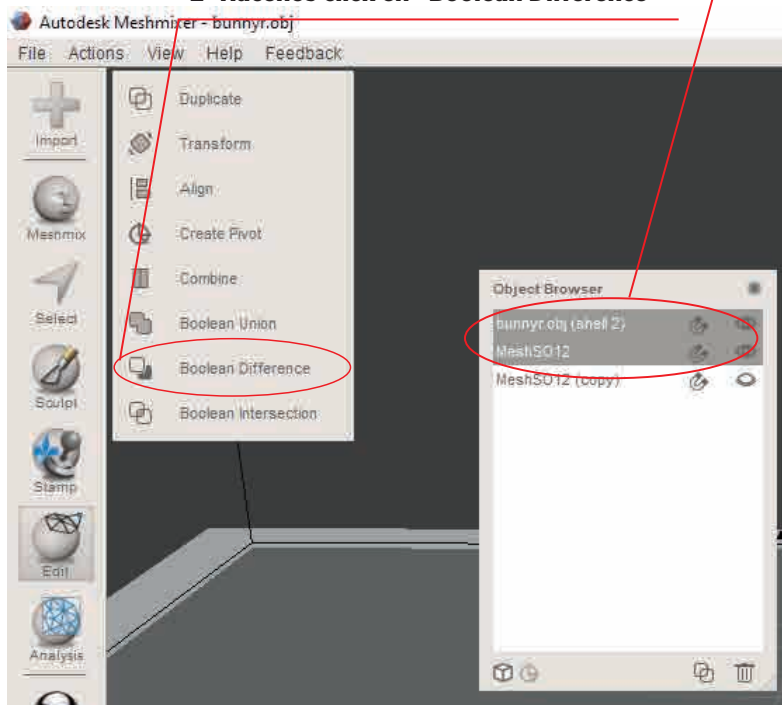 Autodesk Meshmixer - bunnyr.obj
File Actions View Help Feedback
Import
Meshmix
Select
Sculpt
Stamp
Edit
Analysis
Duplicate
Transform
Align
Create Pivot
Combine
Boolean Union
Boolean Difference
Boolean Intersection
Object Browser
bunnyr.obj (shell 2)
MeshSO12
MeshSO12 (copy)